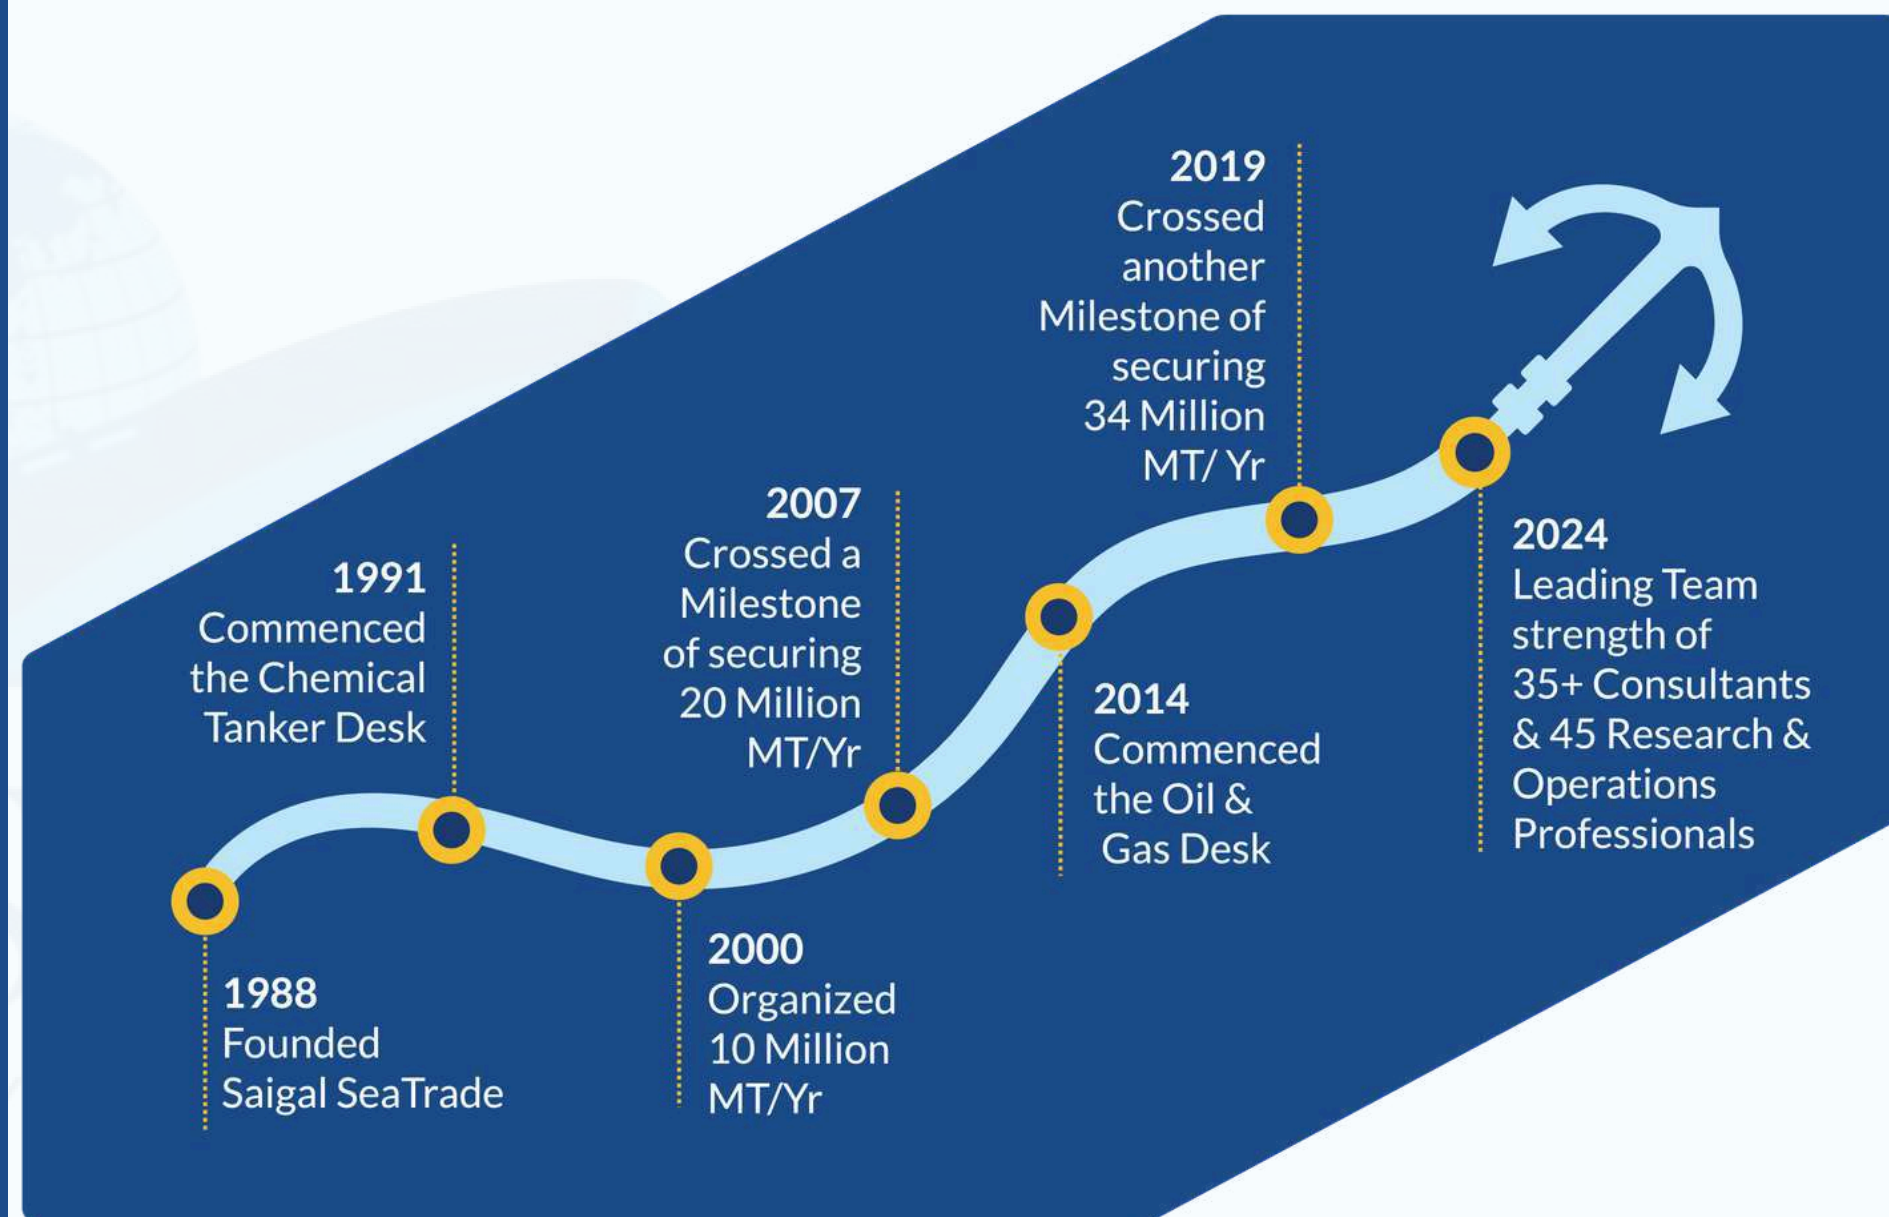 1988
Founded
Saigal SeaTrade
1991
Commenced
the Chemical
Tanker Desk
2000
Organized
10 Million
MT/Yr
2007
Crossed a
Milestone
of securing
20 Million
MT/Yr
2014
Commenced
the Oil &
Gas Desk
2019
Crossed
another
Milestone of
securing
34 Million
MT/ Yr
2024
Leading Team
strength of
35+ Consultants
& 45 Research &
Operations
Professionals